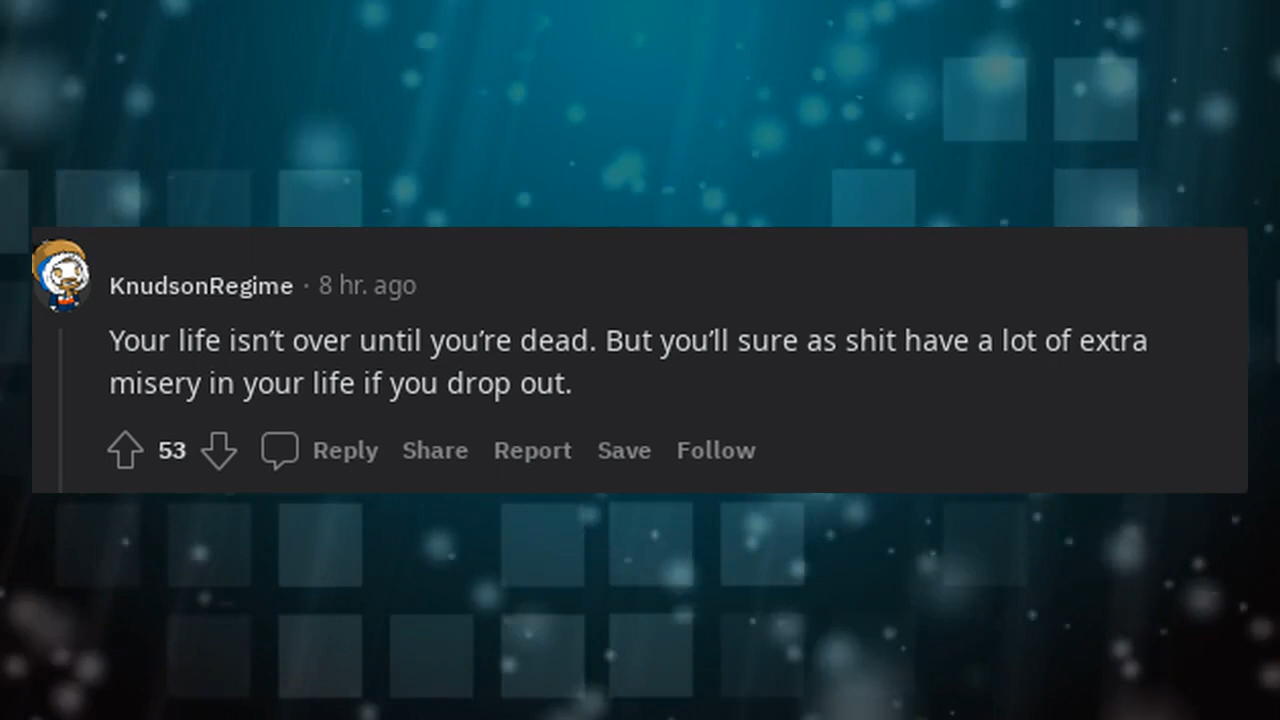 KnudsonRegime · 8 hr. ago
Your life isn’t over until you’re dead. But you’ll sure as shit have a lot of extra
misery in your life if you drop out.
53 Reply Share Report Save Follow